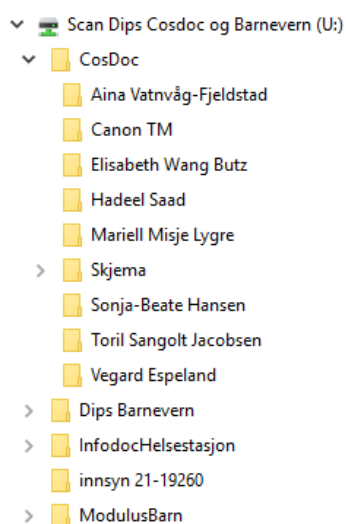 Scan Dips Cosdoc og Barnevern (U:)
CosDoc
Aina Vatnvåg-Fjeldstad
Canon TM
Elisabeth Wang Butz
Hadeel Saad
Mariell Misje Lygre
Skjema
Sonja-Beate Hansen
Toril Sangolt Jacobsen
Vegard Espeland
Dips Barnevern
InfodocHelsestasjon
innsyn 21-19260
ModulusBarn